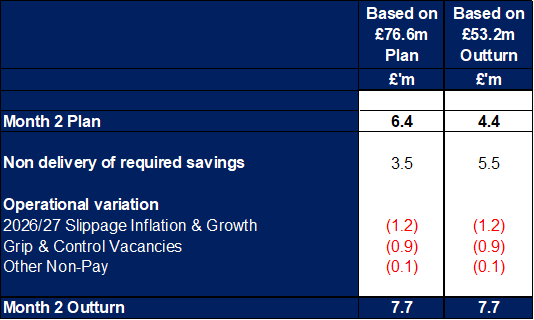 Based on £76.6m Plan Based on £53.2m Outturn
£'m £'m
Month 2 Plan 6.4 4.4
Non delivery of required savings 3.5 5.5
Operational variation
2026/27 Slippage Inflation & Growth (1.2) (1.2)
Grip & Control Vacancies (0.9) (0.9)
Other Non-Pay (0.1) (0.1)
Month 2 Outturn 7.7 7.7